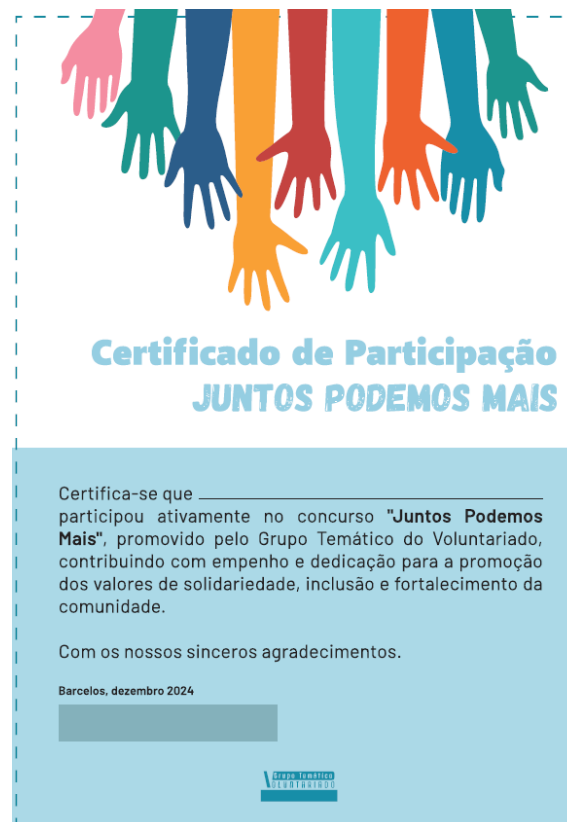 Certificado de Participação
JUNTOS PODEMOS MAIS
Certifica-se que
participou ativamente no concurso "Juntos Podemos
Mais", promovido pelo Grupo Temático do Voluntariado,
contribuindo com empenho e dedicação para a promoção
dos valores de solidariedade, inclusão e fortalecimento da
comunidade.
Com os nossos sinceros agradecimentos.
Barcelos, dezembro 2024
Grupo Temático
VOLUNTARIADO